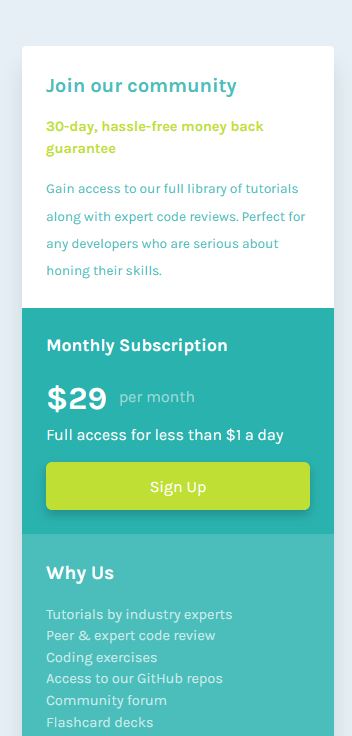 Join our community
30-day, hassle-free money back
guarantee
Gain access to our full library of tutorials
along with expert code reviews. Perfect for
any developers who are serious about
honing their skills.
Monthly Subscription
$29 per month
Full access for less than $1 a day
Sign Up
Why Us
Tutorials by industry experts
Peer & expert code review
Coding exercises
Access to our GitHub repos
Community forum
Flashcard decks